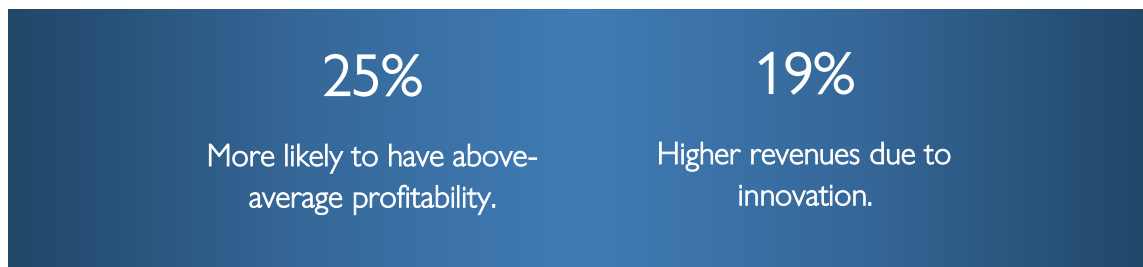 25%
More likely to have above-
average profitability.
19%
Higher revenues due to
innovation.